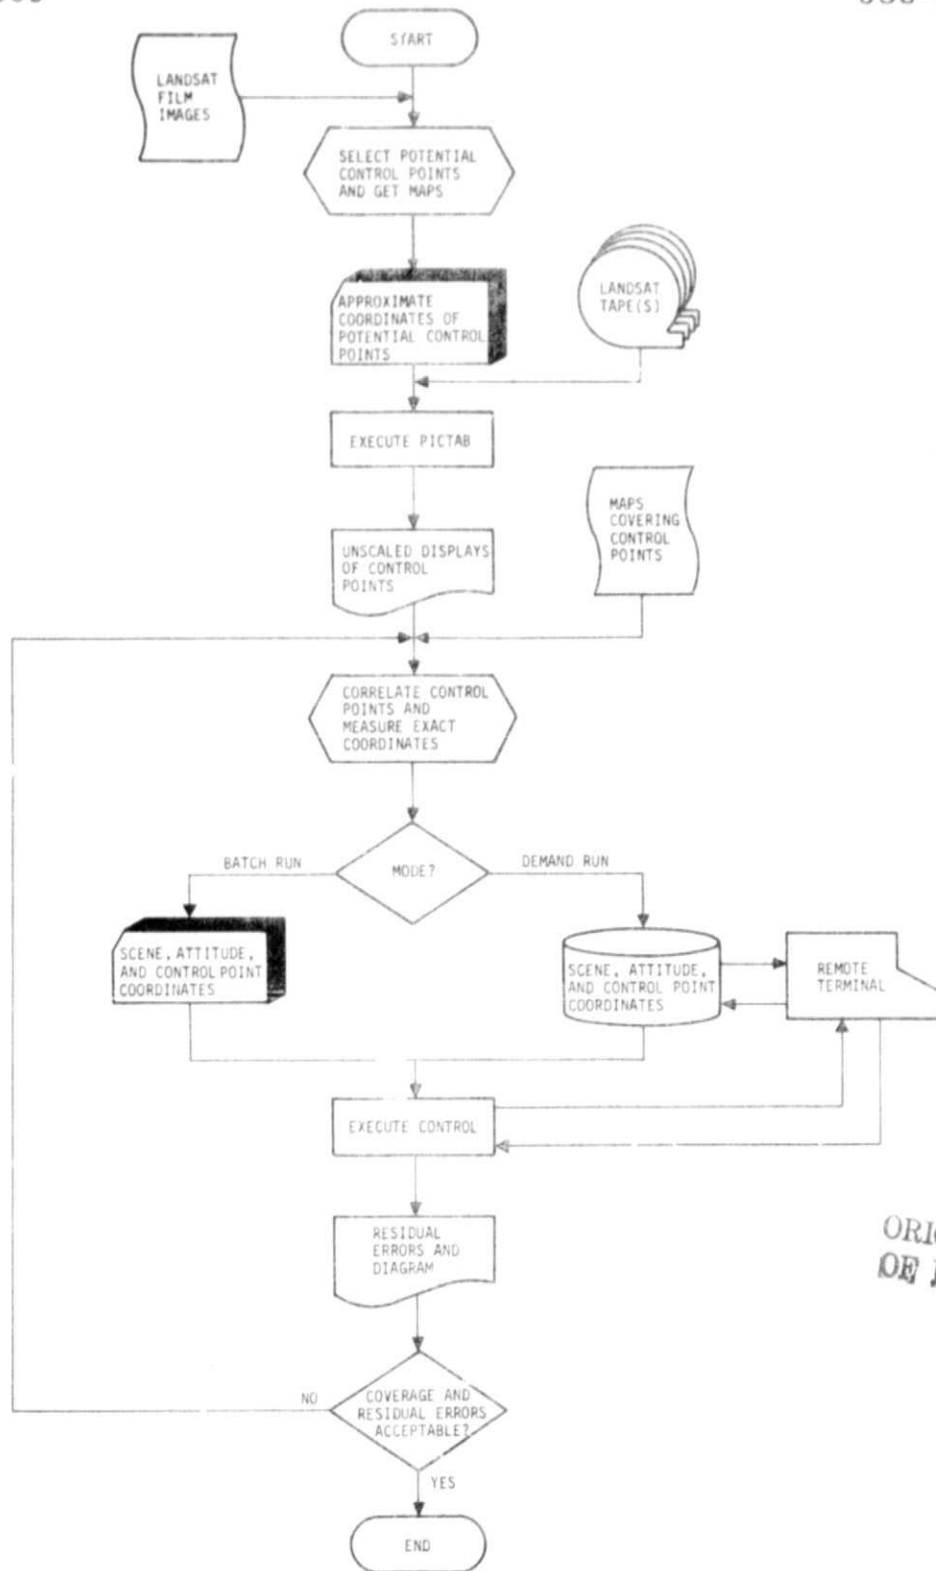 START
LANDSAT
FILM
IMAGES
SELECT POTENTIAL
CONTROL POINTS
AND GET MAPS
LANDSAT
TAPE(S)
APPROXIMATE
COORDINATES OF
POTENTIAL CONTROL
POINTS
EXECUTE PICTAB
MAPS
COVERING
CONTROL
POINTS
UNSCALED DISPLAYS
OF CONTROL
POINTS
CORRELATE CONTROL
POINTS AND
MEASURE EXACT
COORDINATES
BATCH RUN
MODE?
DEMAND RUN
SCENE, ATTITUDE,
AND CONTROL POINT
COORDINATES
SCENE, ATTITUDE,
AND CONTROL POINT
COORDINATES
REMOTE
TERMINAL
EXECUTE CONTROL
RESIDUAL
ERRORS AND
DIAGRAM
NO
COVERAGE AND
RESIDUAL ERRORS
ACCEPTABLE?
YES
END
OF